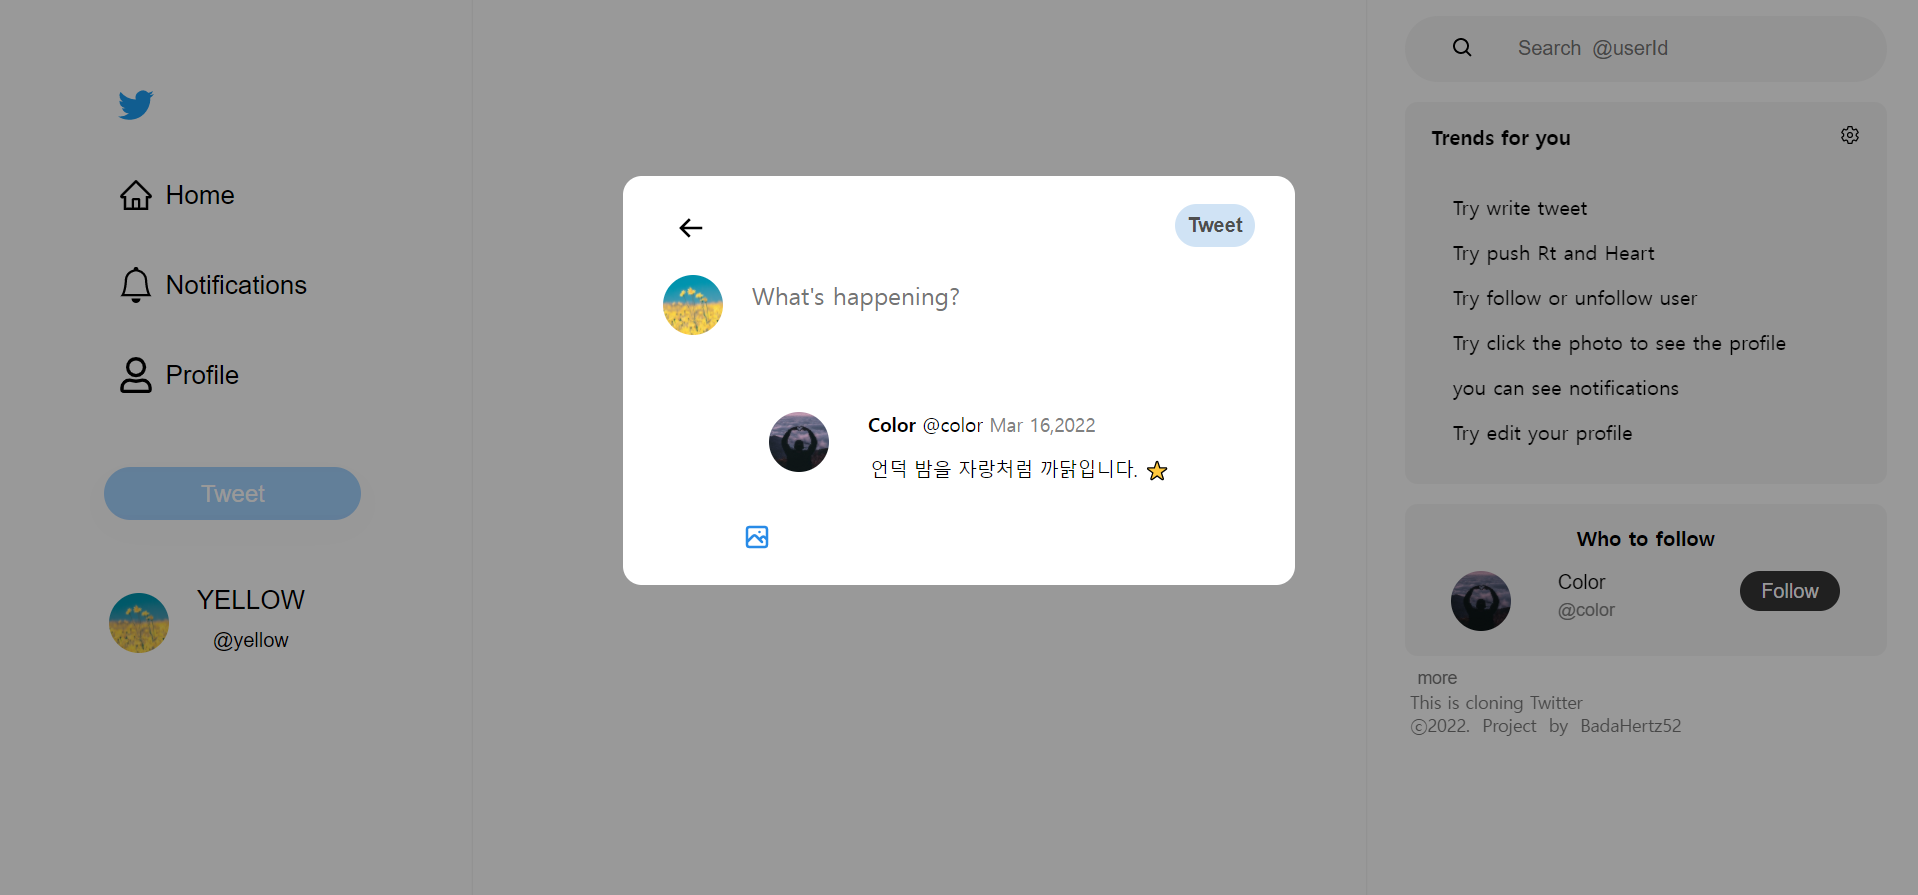 Home
Notifications
Profile
Tweet
YELLOW
@yellow
Tweet
What's happening?
Color @color Mar 16,2022
언덕 밤을 자랑처럼 까닭입니다. ⭐
Search @userId
Trends for you
Try write tweet
Try push Rt and Heart
Try follow or unfollow user
Try click the photo to see the profile
you can see notifications
Try edit your profile
Who to follow
Color
@color
Follow
more
This is cloning Twitter
ⓒ2022. Project by BadaHertz52